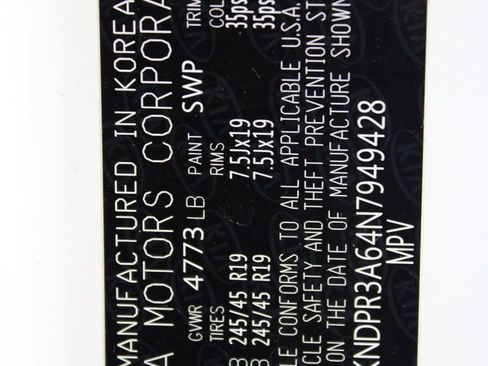 MANUFACTURED IN KOREA
A MOTORS CORPORA
GVWR 4773 LB PAINT SWP TRIM
TIRES RIMS COL
B 245/45 R19 7.5Jx19 35ps
B 245/45 R19 7.5Jx19 35ps
LE CONFORMS TO ALL APPLICABLE U.S.A.
CLE SAFETY AND THEFT PREVENTION ST
ON THE DATE OF MANUFACTURE SHOWN
KNDPR3A64N7949428
MPV